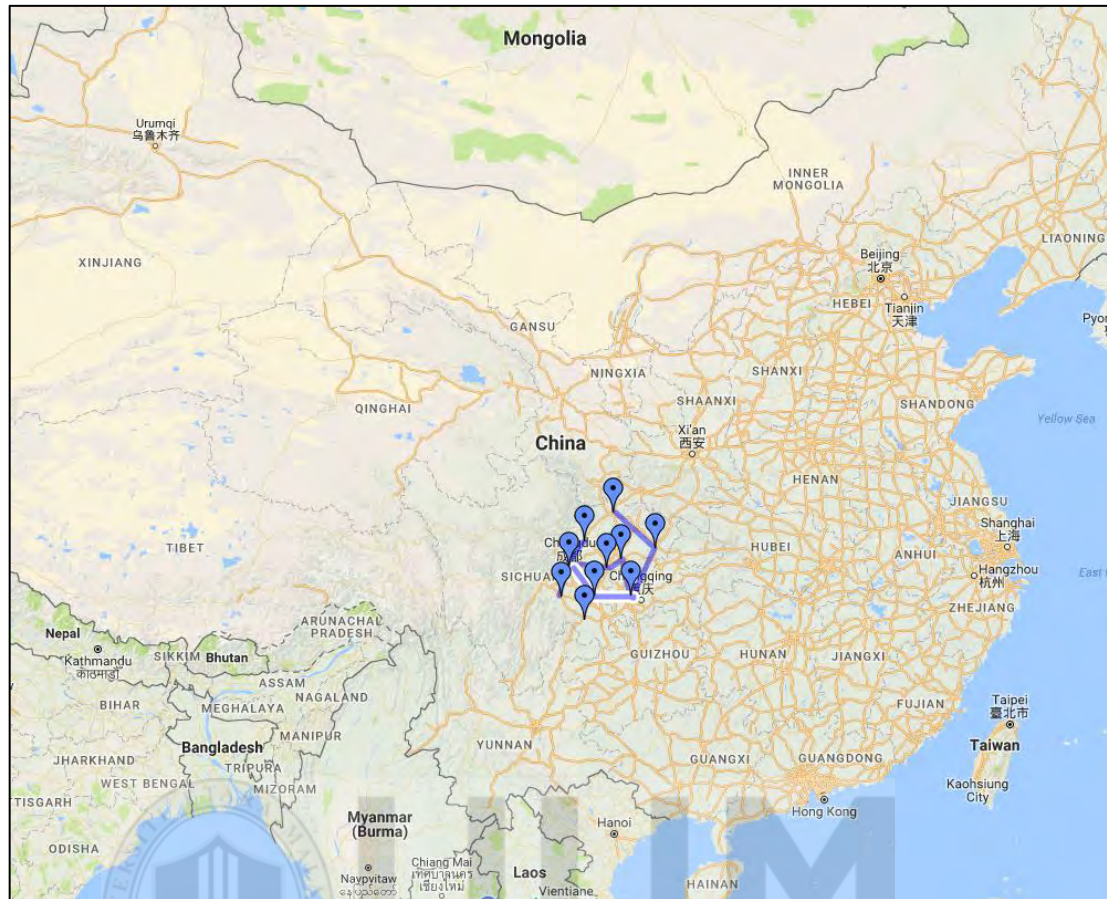 Mongolia
Urumqi
乌鲁木齐
INNER
MONGOLIA
LIAONING
Beijing
北京
XINJIANG
HEBEI
Tianjin
天津
GANSU
NINGXIA
SHANXI
QINGHAI
SHAANXI
SHANDONG
Yellow Sea
Xi'an
西安
China
HENAN
JIANGSU
Shanghai
上海
TIBET
HUBEI
ANHUI
Hangzhou
杭州
SICHUA
ZHEJIANG
Nepal
ARUNACHAL
PRADESH
Kathmandu
काठमाडौं
SIKKIM
Bhutan
GUIZHOU
HUNAN
JIANGXI
ASSAM
NAGALAND
BIHAR
MEGHALAYA
FUJIAN
Taipei
臺北市
MANIPUR
Bangladesh
YUNNAN
Taiwan
JHARKHAND
TRIPURA
GUANGXI
GUANGDONG
WEST BENGAL
MIZORAM
Kaohsiung
City
TTISGARH
Hong Kong
Myanmar
(Burma)
Hanoi
ODISHA
Chiang Mai
Laos
Naypyitaw
Vientiane
HAINAN